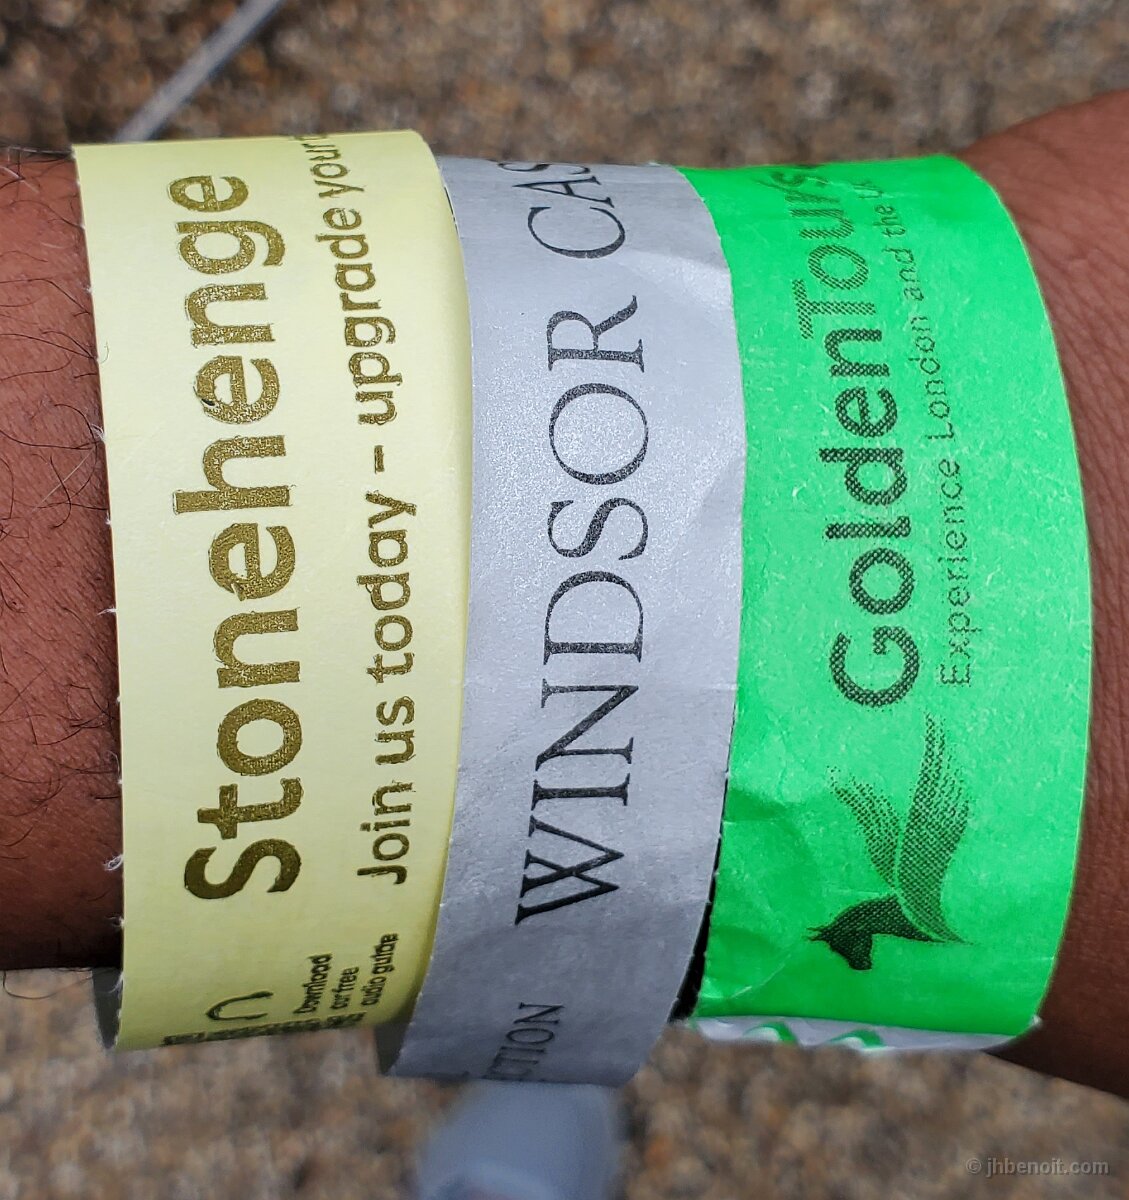 Stonehenge
Join us today - upgrade your
Download
our free
audio guide
WINDSOR CAS
CTION
GoldenTours
Experience London and the U
© jhbenoit.com